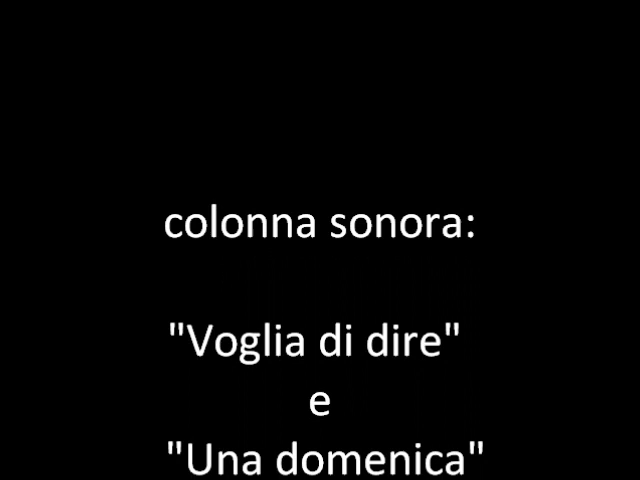 colonna sonora:
"Voglia di dire"
e
"Una domenica"